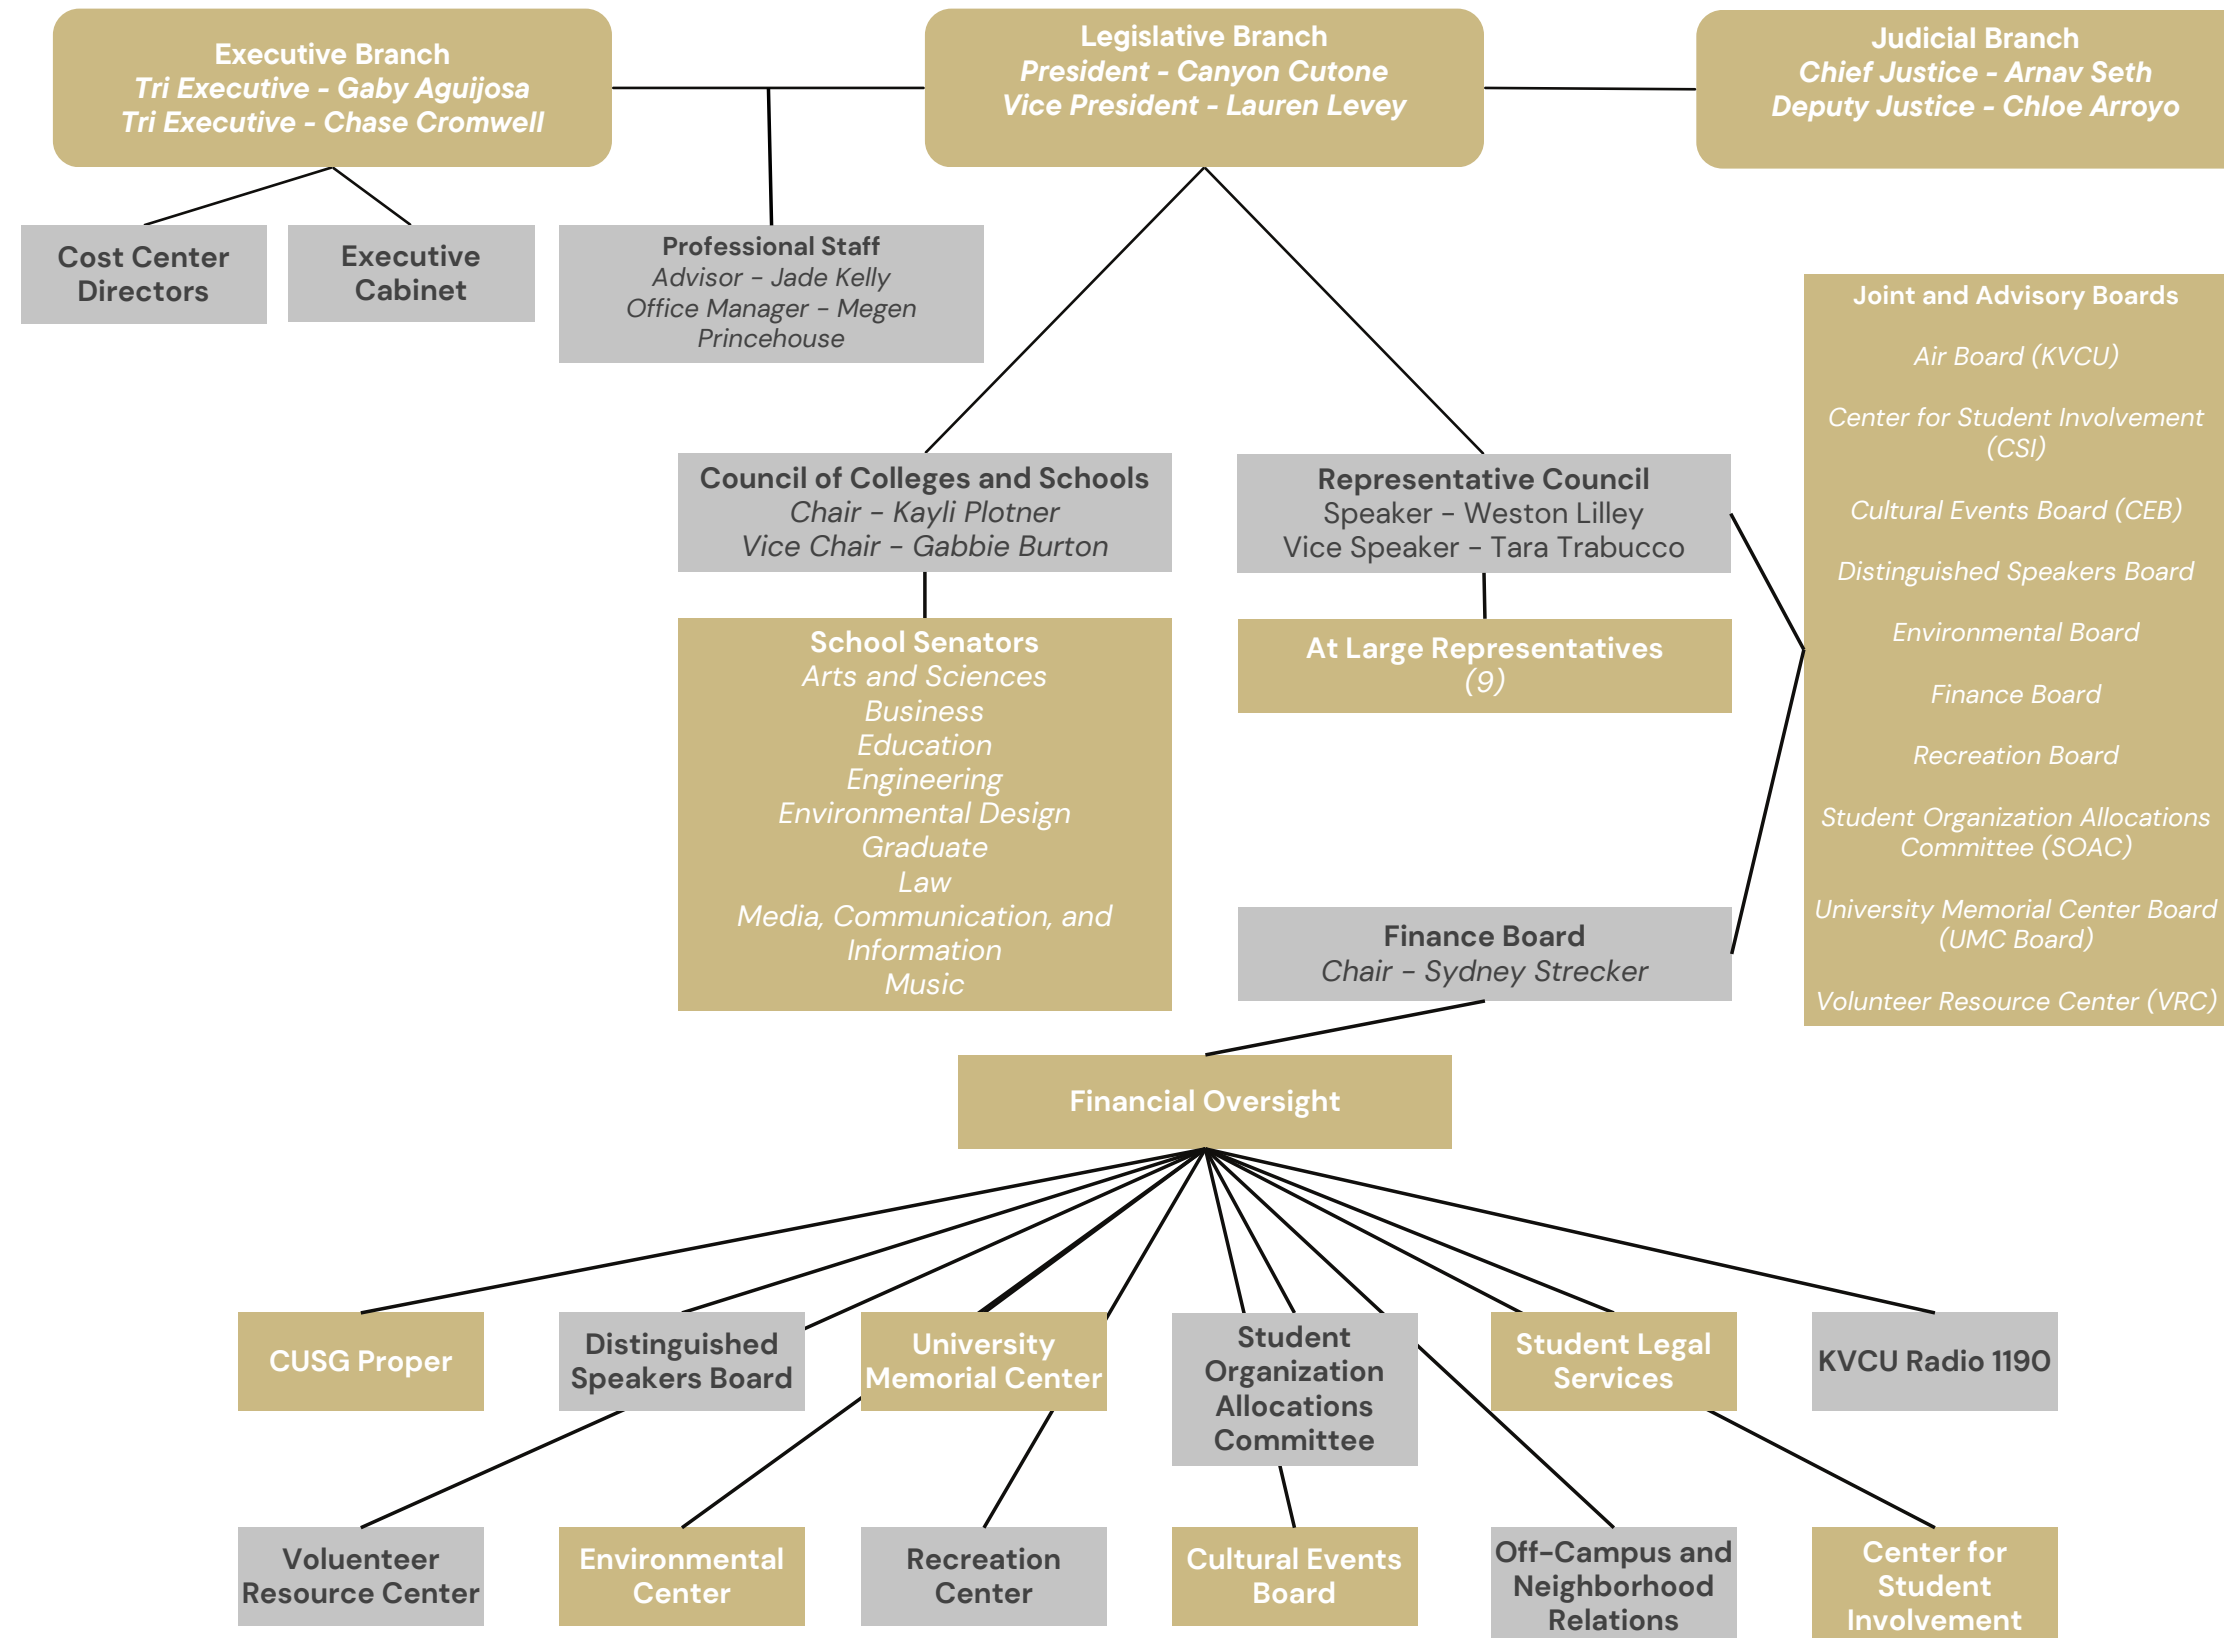 Executive Branch
Tri Executive - Gaby Aguijosa
Tri Executive - Chase Cromwell
Legislative Branch
President - Canyon Cutone
Vice President - Lauren Levey
Judicial Branch
Chief Justice - Arnav Seth
Deputy Justice - Chloe Arroyo
Cost Center
Directors
Executive
Cabinet
Professional Staff
Advisor - Jade Kelly
Office Manager - Megen
Princehouse
Joint and Advisory Boards
Air Board (KVCU)
Center for Student Involvement
(CSI)
Cultural Events Board (CEB)
Distinguished Speakers Board
Environmental Board
Finance Board
Recreation Board
Student Organization Allocations
Committee (SOAC)
University Memorial Center Board
(UMC Board)
Volunteer Resource Center (VRC)
Council of Colleges and Schools
Chair - Kayli Plotner
Vice Chair - Gabbie Burton
Representative Council
Speaker - Weston Lilley
Vice Speaker - Tara Trabucco
School Senators
Arts and Sciences
Business
Education
Engineering
Environmental Design
Graduate
Law
Media, Communication, and
Information
Music
At Large Representatives
(9)
Finance Board
Chair - Sydney Strecker
Financial Oversight
CUSG Proper
Distinguished
Speakers Board
University
Memorial Center
Student
Organization
Allocations
Committee
Student Legal
Services
KVCU Radio 1190
Voluenteer
Resource Center
Environmental
Center
Recreation
Center
Cultural Events
Board
Off-Campus and
Neighborhood
Relations
Center for
Student
Involvement